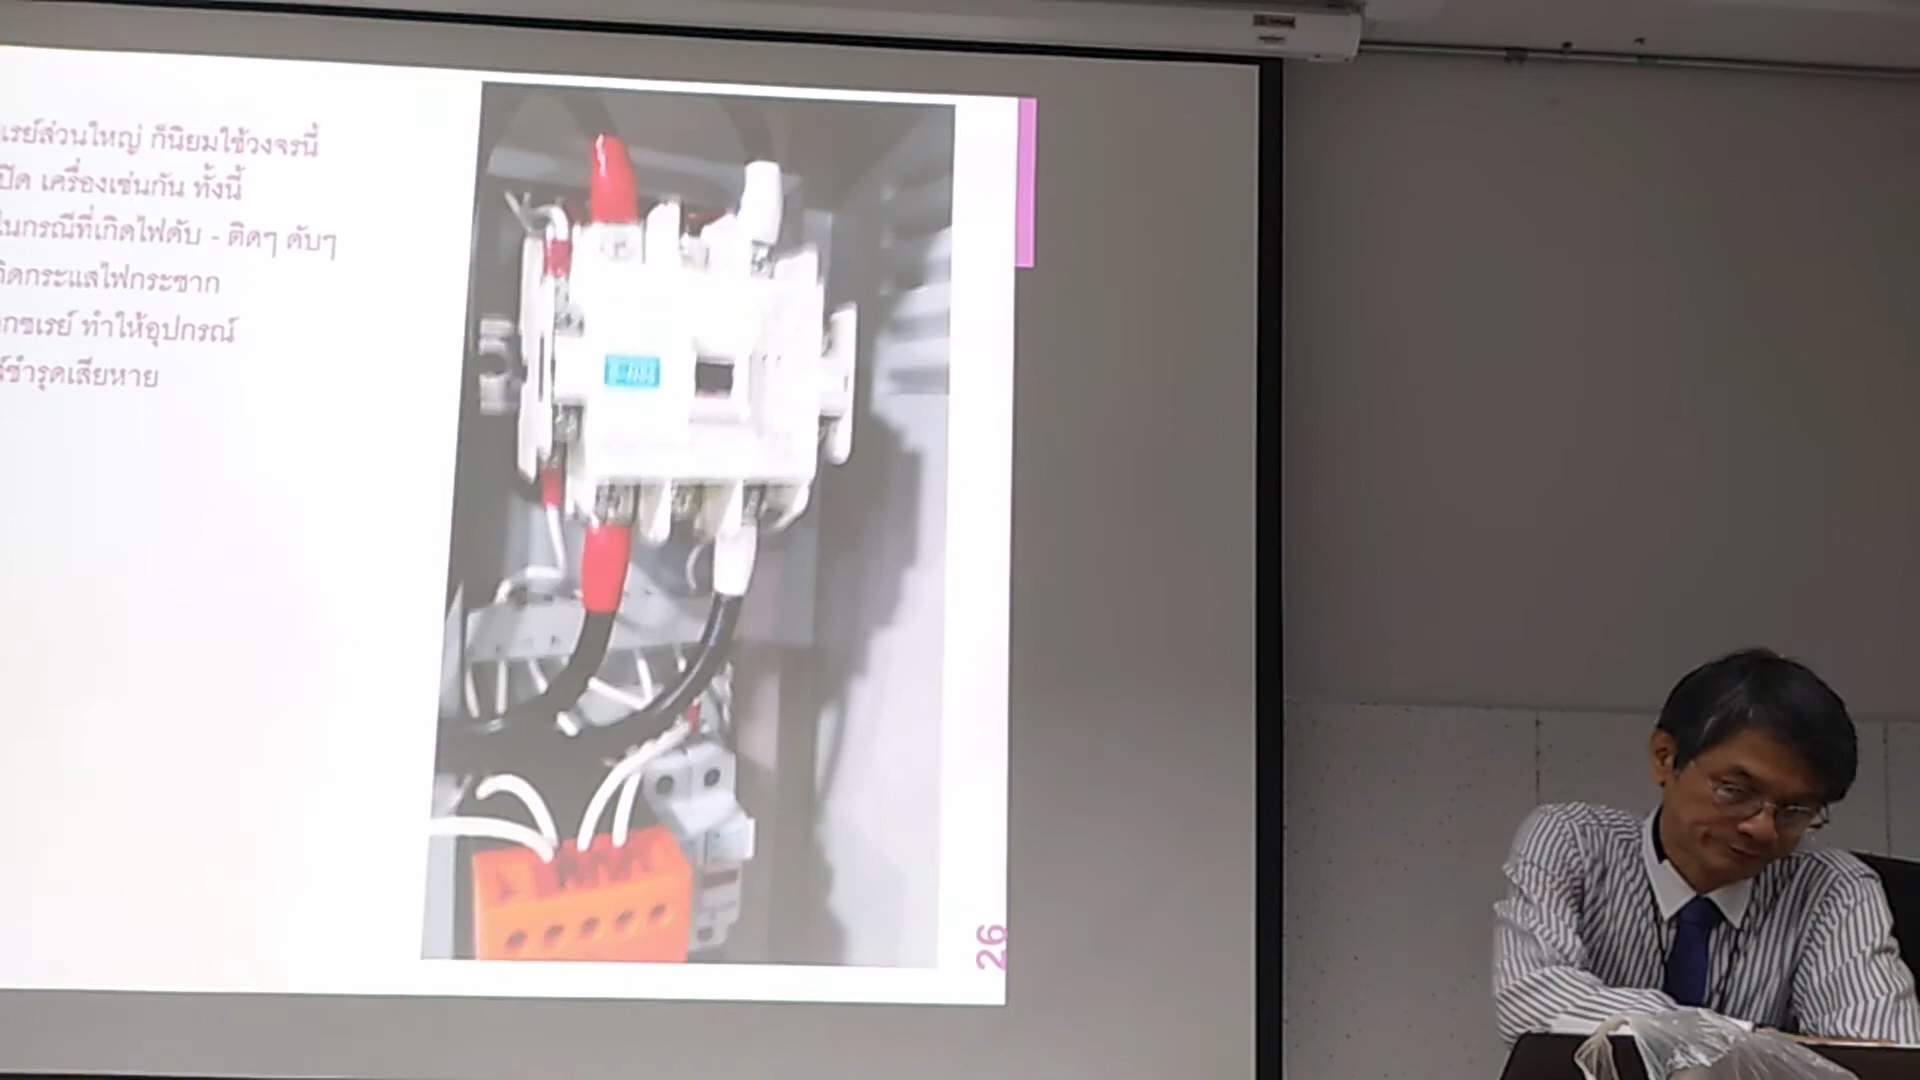 เรย์ส่วนใหญ่ ก็นิยมใช้วงจรนี้
ปิด เครื่องเช่นกัน ทั้งนี้
ในกรณีที่เกิดไฟดับ - ติดๆ ดับๆ
กิดกระแสไฟกระชาก
กซเรย์ ทำให้อุปกรณ์
ชำรุดเสียหาย
26